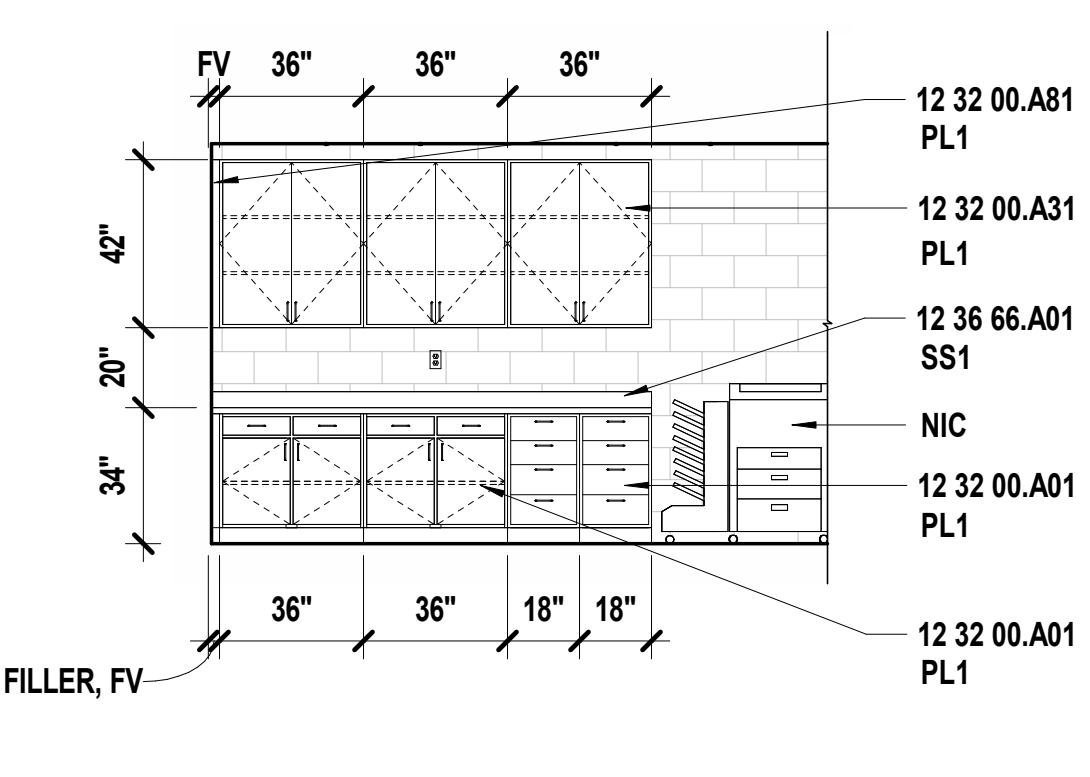 FV 36" 36" 36"
12 32 00.A81
PL1
12 32 00.A31
PL1
42"
12 36 66.A01
SS1
20"
NIC
34"
12 32 00.A01
PL1
36" 36" 18" 18"
12 32 00.A01
PL1
FILLER, FV